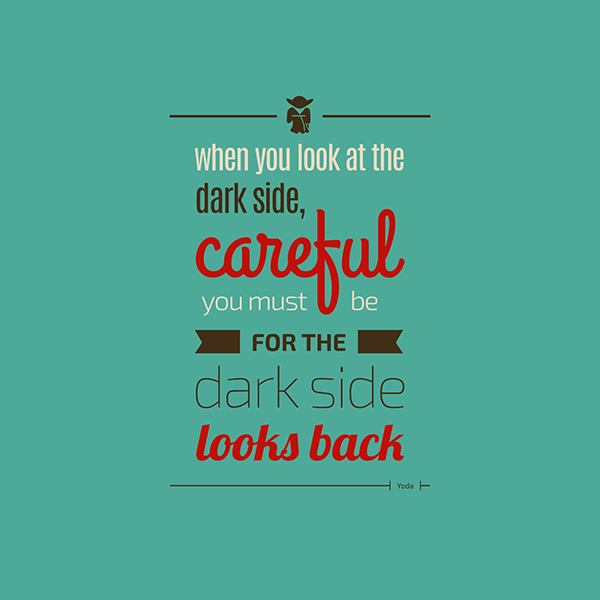 when you look at the
dark side,
careful
you must be
FOR THE
dark side
looks back
Yoda